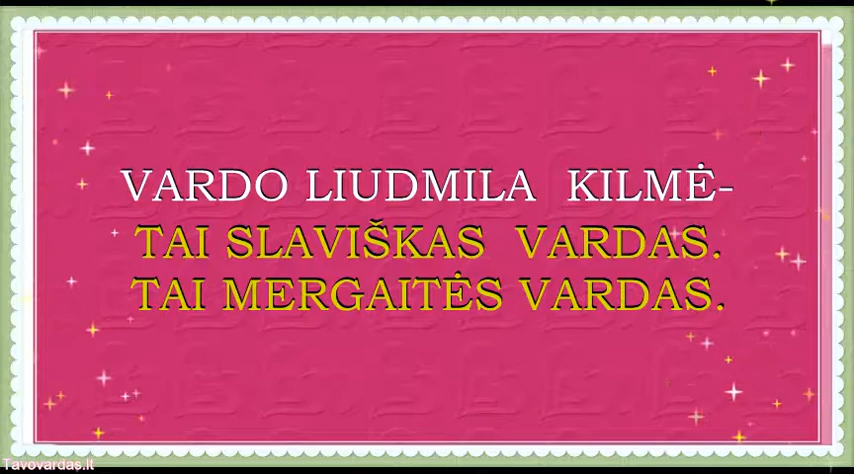 VARDO LIUDMILA KILMĖ-
TAI SLAVIŠKAS VARDAS.
TAI MERGAITĖS VARDAS.
Tavovardas.lt